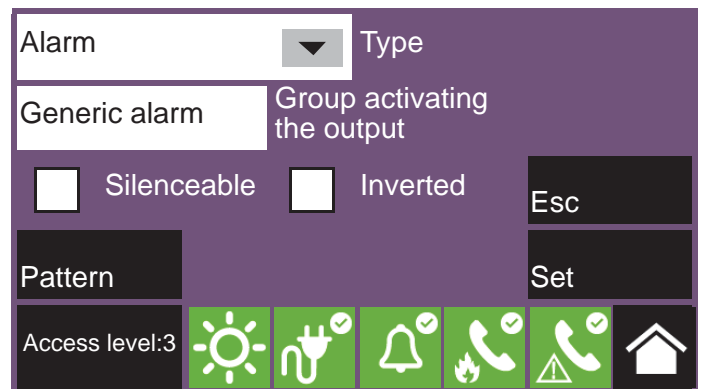 Alarm
Type
Generic alarm
Group activating
the output
Silenceable
Inverted
Esc
Pattern
Set
Access level:3